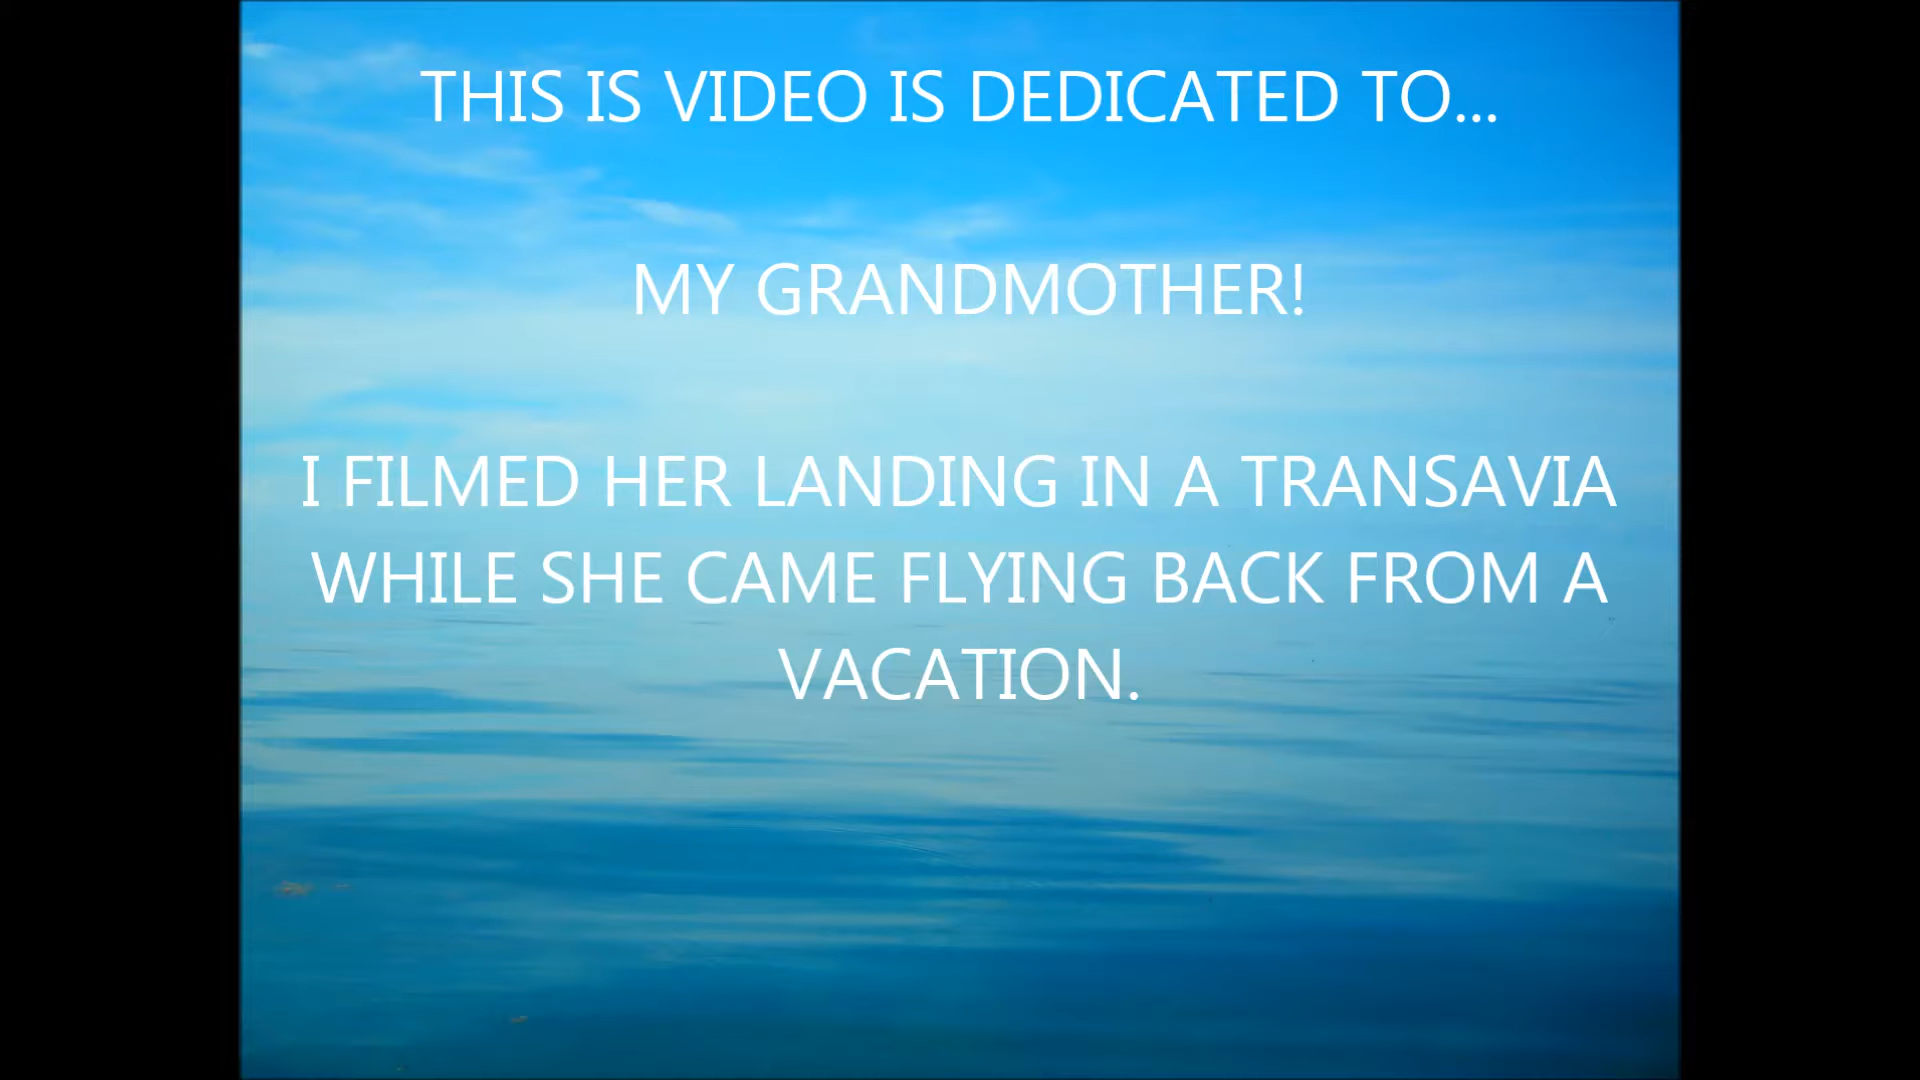 THIS IS VIDEO IS DEDICATED TO...
MY GRANDMOTHER!
I FILMED HER LANDING IN A TRANSAVIA
WHILE SHE CAME FLYING BACK FROM A
VACATION.